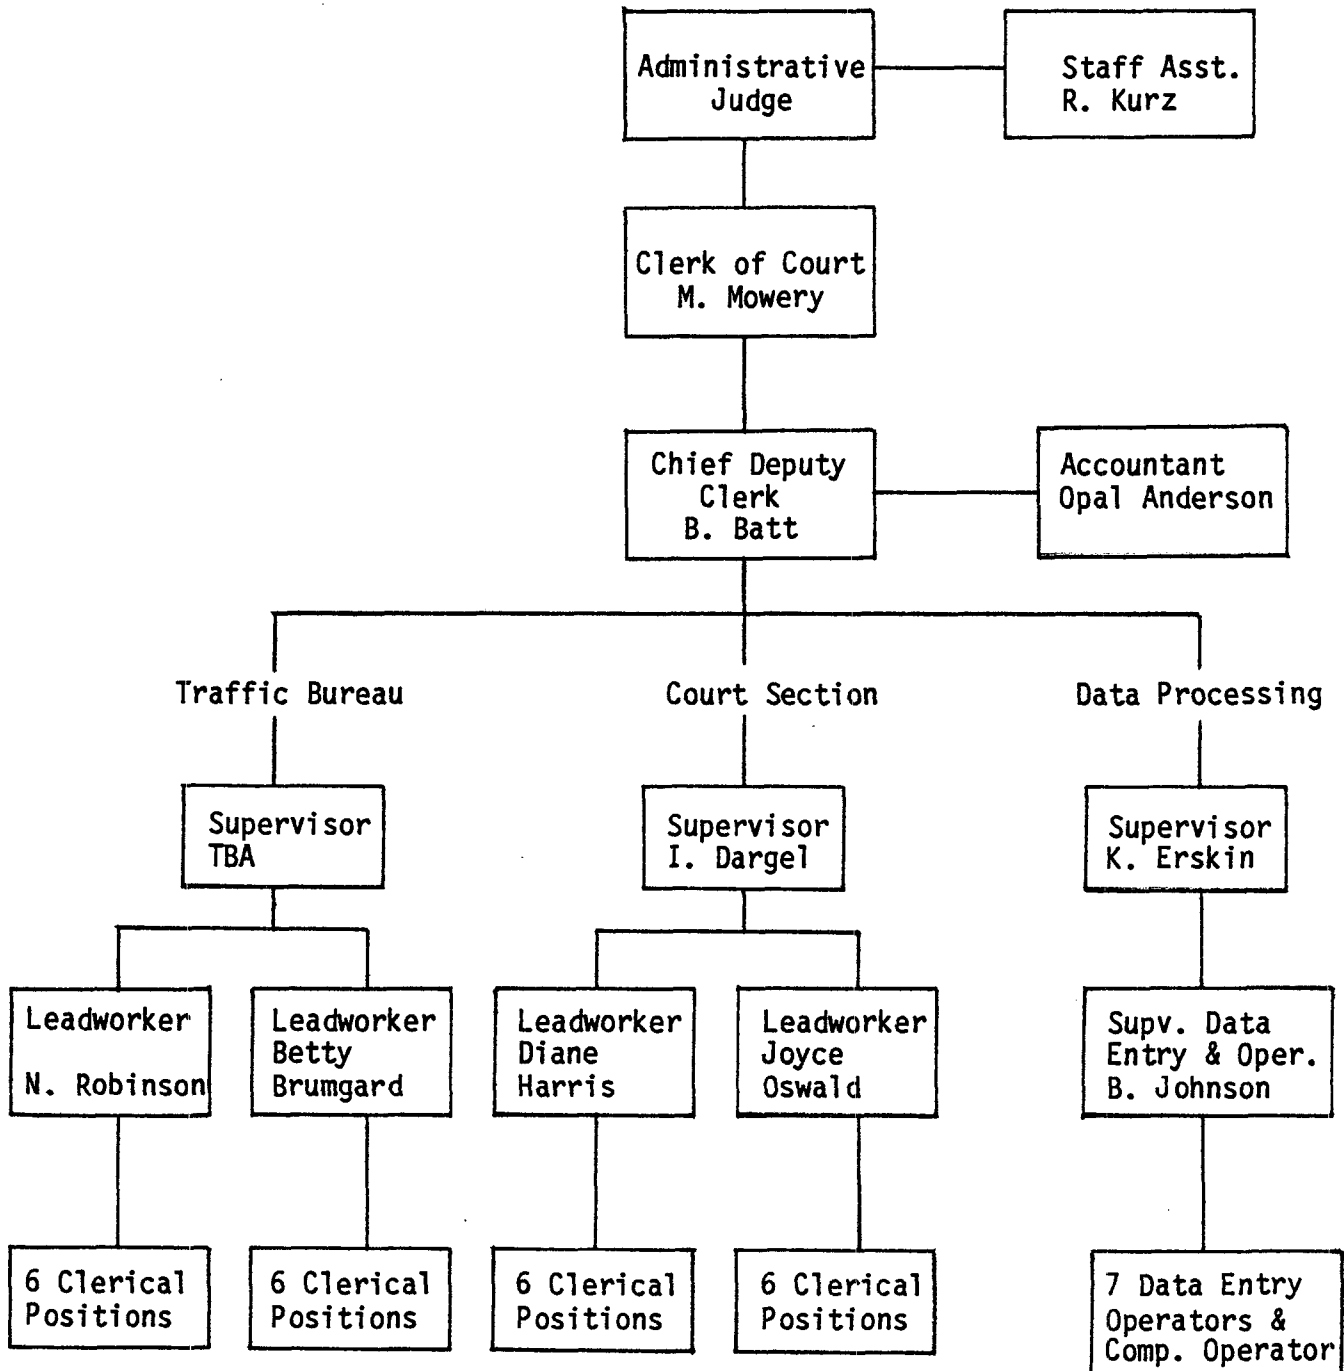 Administrative
Judge
Staff Asst.
R. Kurz
Clerk of Court
M. Mowery
Chief Deputy
Clerk
B. Batt
Accountant
Opal Anderson
Traffic Bureau
Court Section
Data Processing
Supervisor
TBA
Supervisor
I. Dargel
Supervisor
K. Erskin
Leadworker
N. Robinson
Leadworker
Betty
Brumgard
Leadworker
Diane
Harris
Leadworker
Joyce
Oswald
Supv. Data
Entry & Oper.
B. Johnson
6 Clerical
Positions
6 Clerical
Positions
6 Clerical
Positions
6 Clerical
Positions
7 Data Entry
Operators &
Comp. Operator